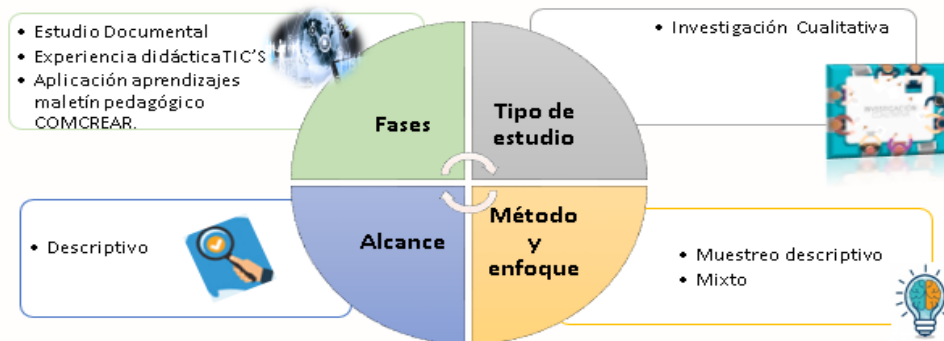 • Estudio Documental
• Experiencia didácticaTIC'S
• Aplicación aprendizajes
maletín pedagógico
COMCREAR.
Fases
Tipo de
estudio
• Investigación Cualitativa
INVESTIGACIÓN
Alcance
• Descriptivo
Método
y
enfoque
• Muestreo descriptivo
• Mixto